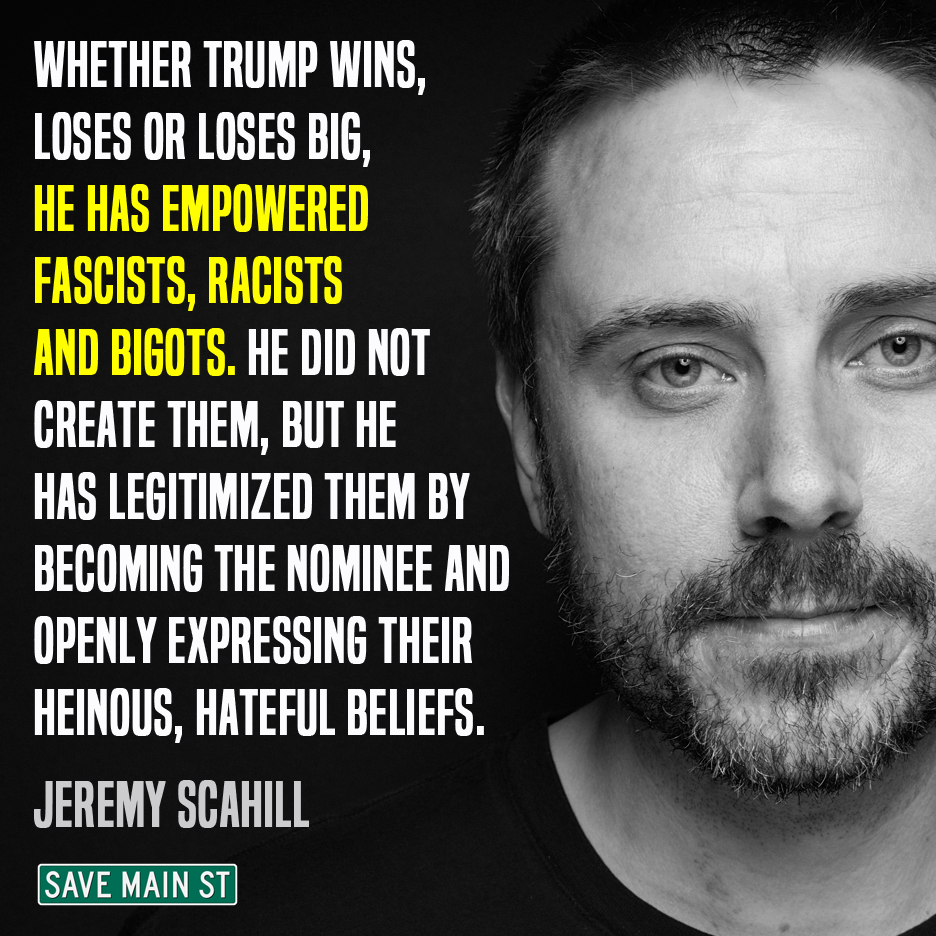 WHETHER TRUMP WINS,
LOSES OR LOSES BIG,
HE HAS EMPOWERED
FASCISTS, RACISTS
AND BIGOTS. HE DID NOT
CREATE THEM, BUT HE
HAS LEGITIMIZED THEM BY
BECOMING THE NOMINEE AND
OPENLY EXPRESSING THEIR
HEINOUS, HATEFUL BELIEFS.
JEREMY SCAHILL
SAVE MAIN ST